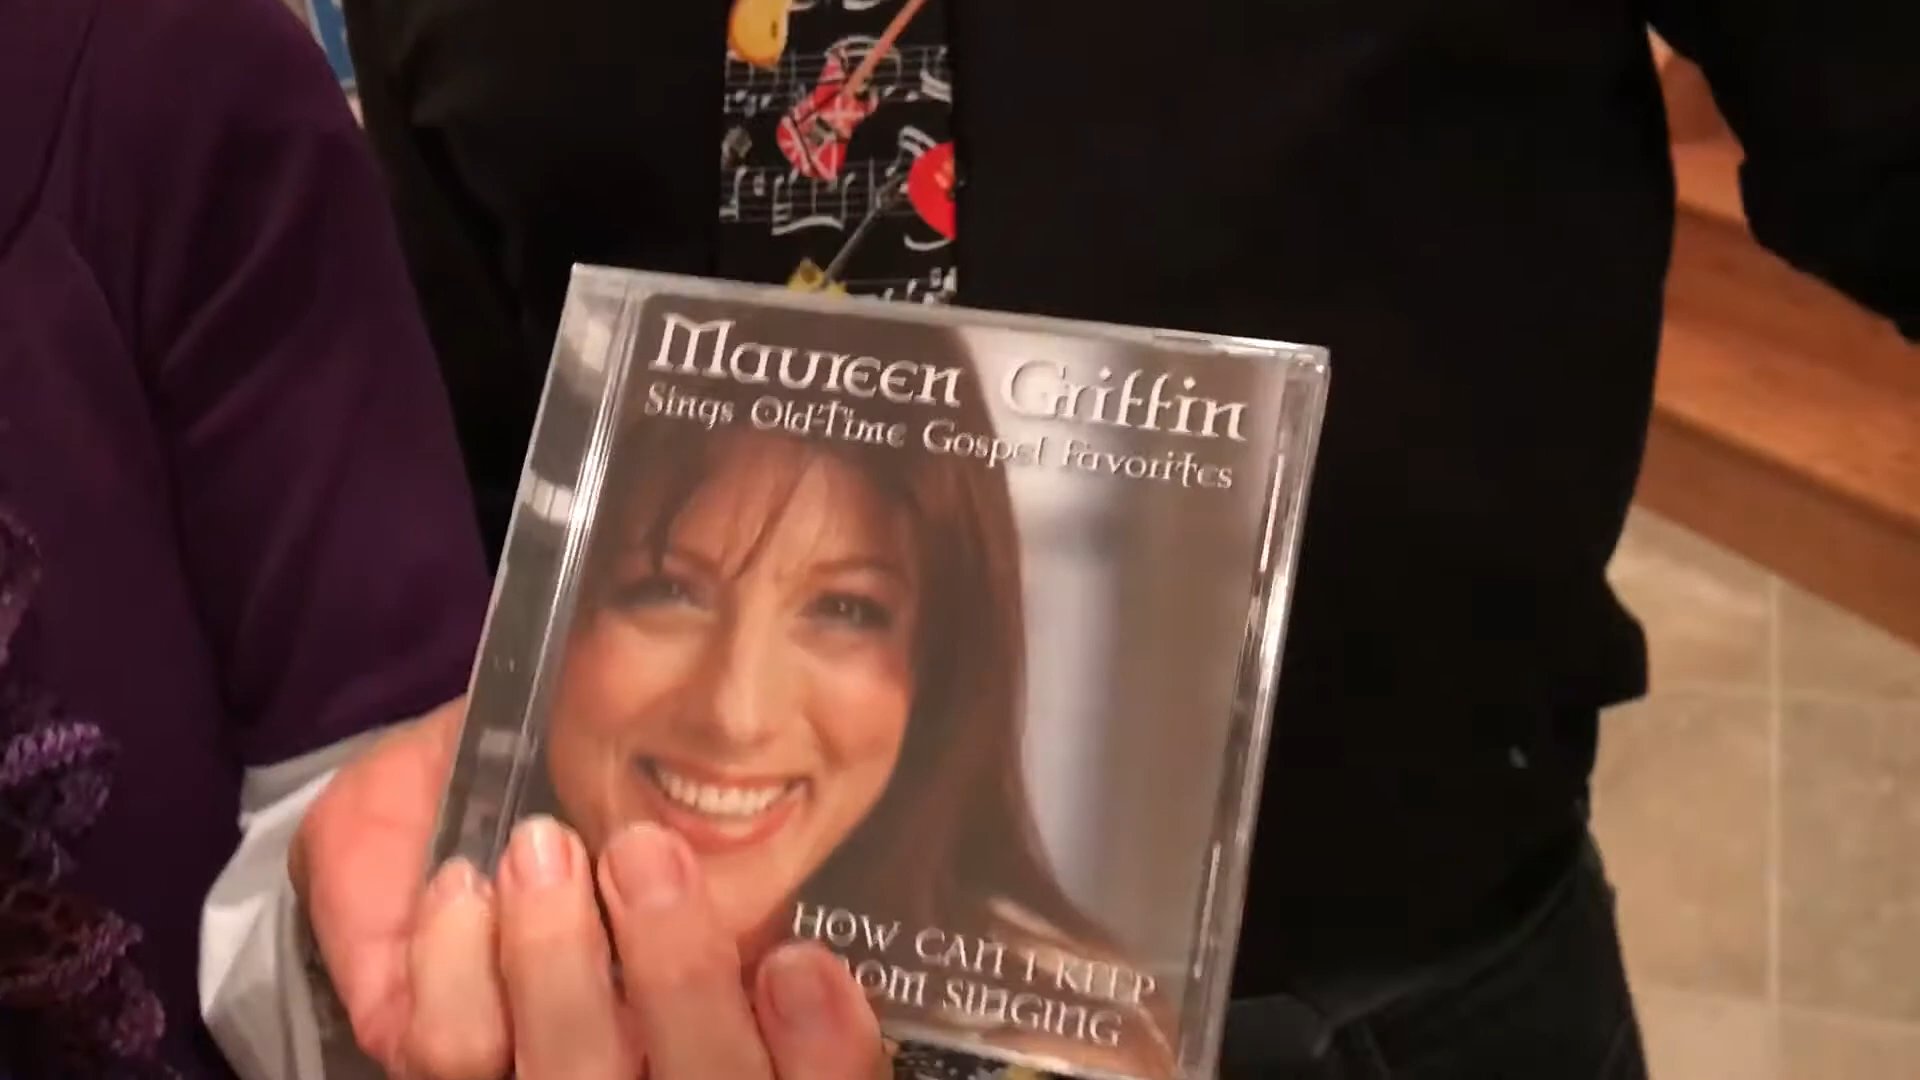 Maureen Griffin
Sings Old-Time Gospel Favorites
HOW CAN I KEEP
SINGING